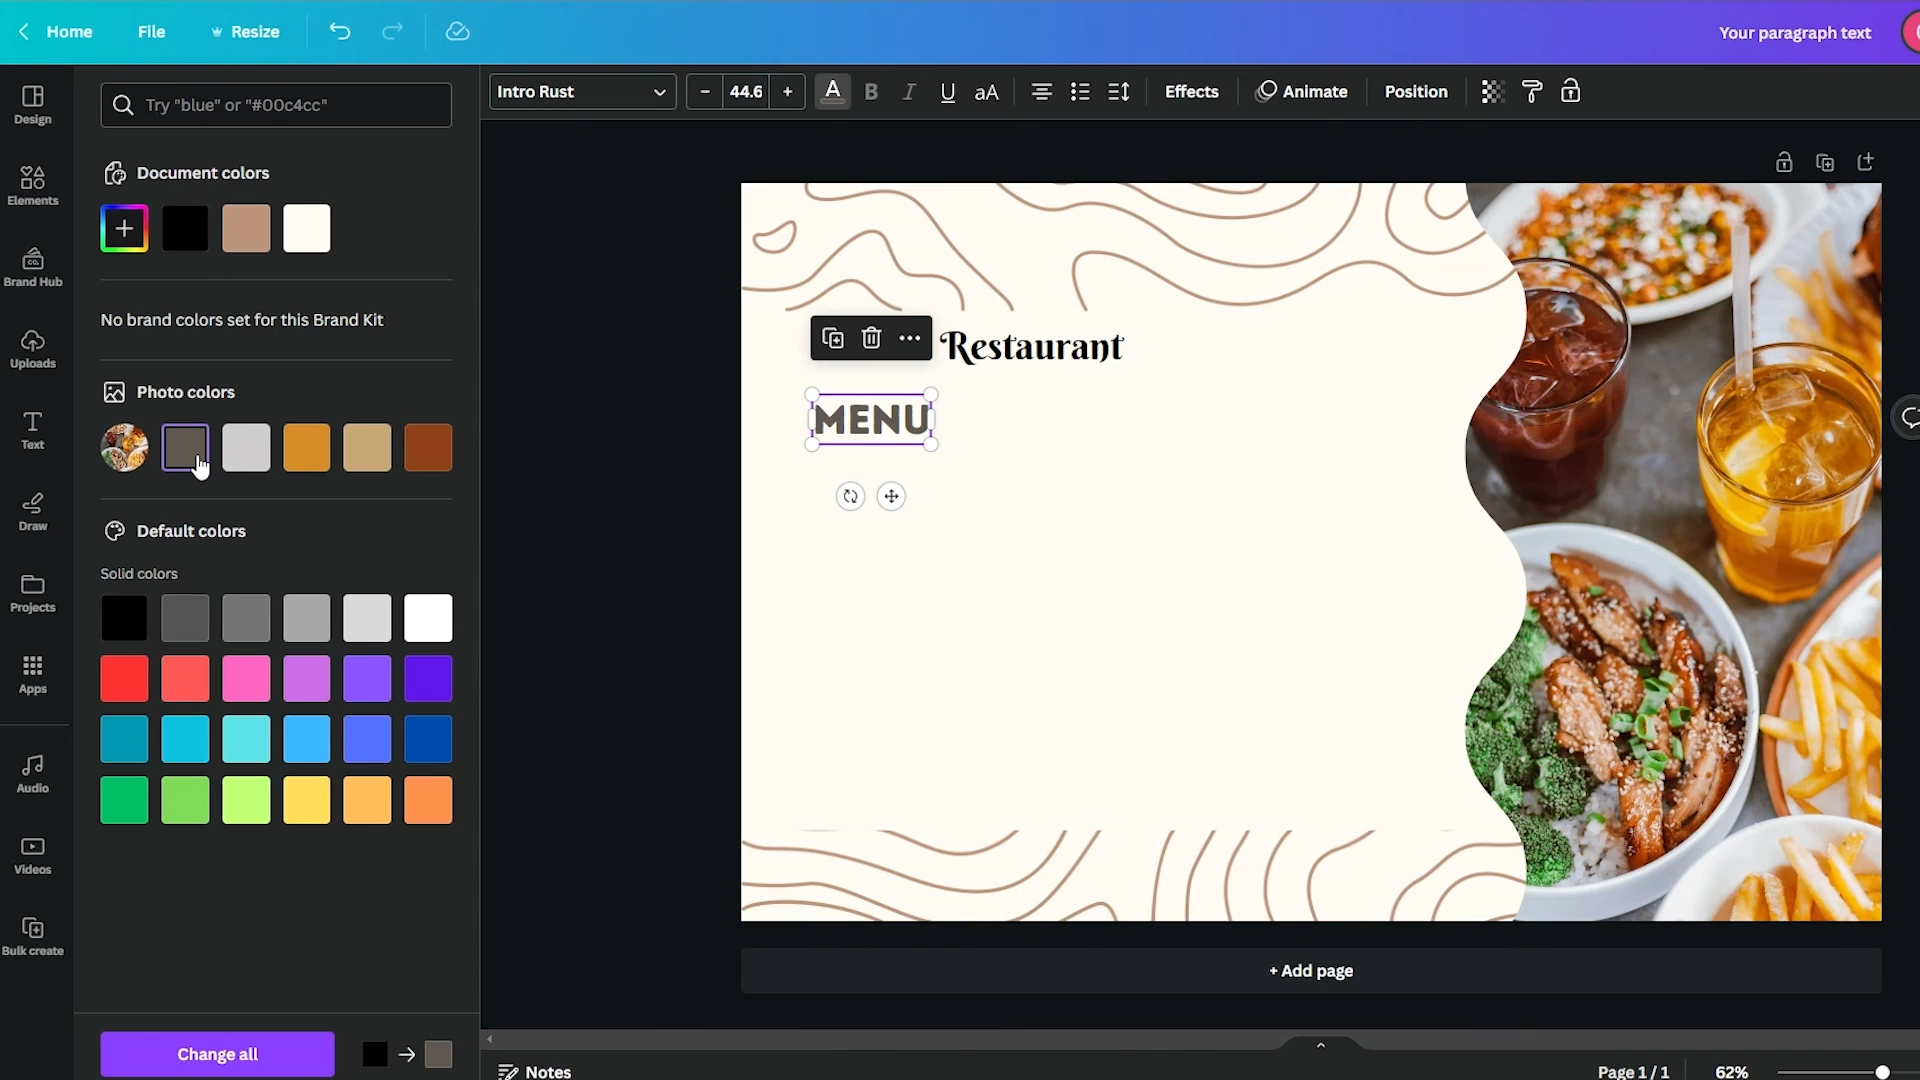 Home File Resize Your paragraph text
Design
Elements
Brand Hub
CO.
Uploads
Text
Draw
Projects
Apps
Audio
Videos
Bulk create
Try "blue" or "#00c4cc"
Document colors
No brand colors set for this Brand Kit
Photo colors
Default colors
Solid colors
Change all
Intro Rust - 44.6 + A B I U aA Effects Animate Position
Restaurant
MENU
+ Add page
Notes Page 1 / 1 62%